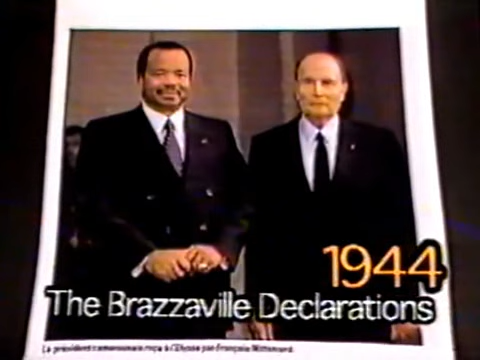 1944
The Brazzaville Declarations
Le président camerounais reçu à l'Elysée par François Mitterrand.